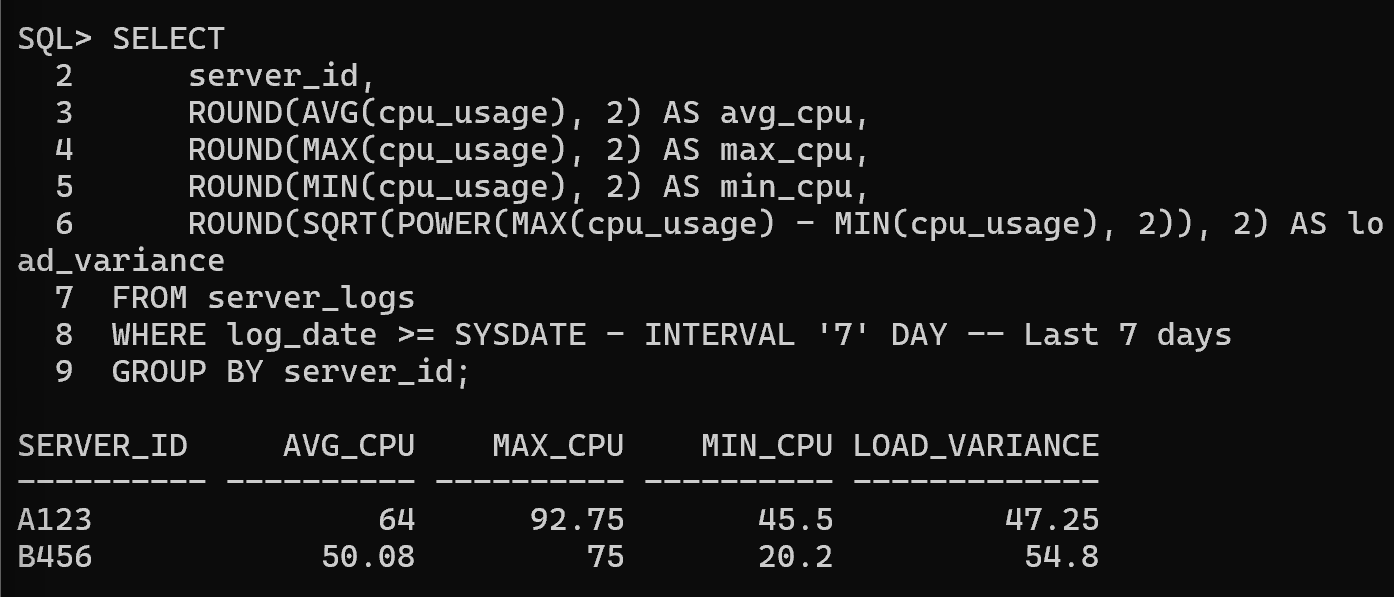 SQL> SELECT
  2      server_id,
  3      ROUND(AVG(cpu_usage), 2) AS avg_cpu,
  4      ROUND(MAX(cpu_usage), 2) AS max_cpu,
  5      ROUND(MIN(cpu_usage), 2) AS min_cpu,
  6      ROUND(SQRT(POWER(MAX(cpu_usage) - MIN(cpu_usage), 2)), 2) AS lo
ad_variance
  7  FROM server_logs
  8  WHERE log_date >= SYSDATE - INTERVAL '7' DAY -- Last 7 days
  9  GROUP BY server_id;

SERVER_ID     AVG_CPU    MAX_CPU    MIN_CPU LOAD_VARIANCE
---------- ---------- ---------- ---------- -------------
A123               64      92.75       45.5         47.25
B456            50.08         75       20.2          54.8